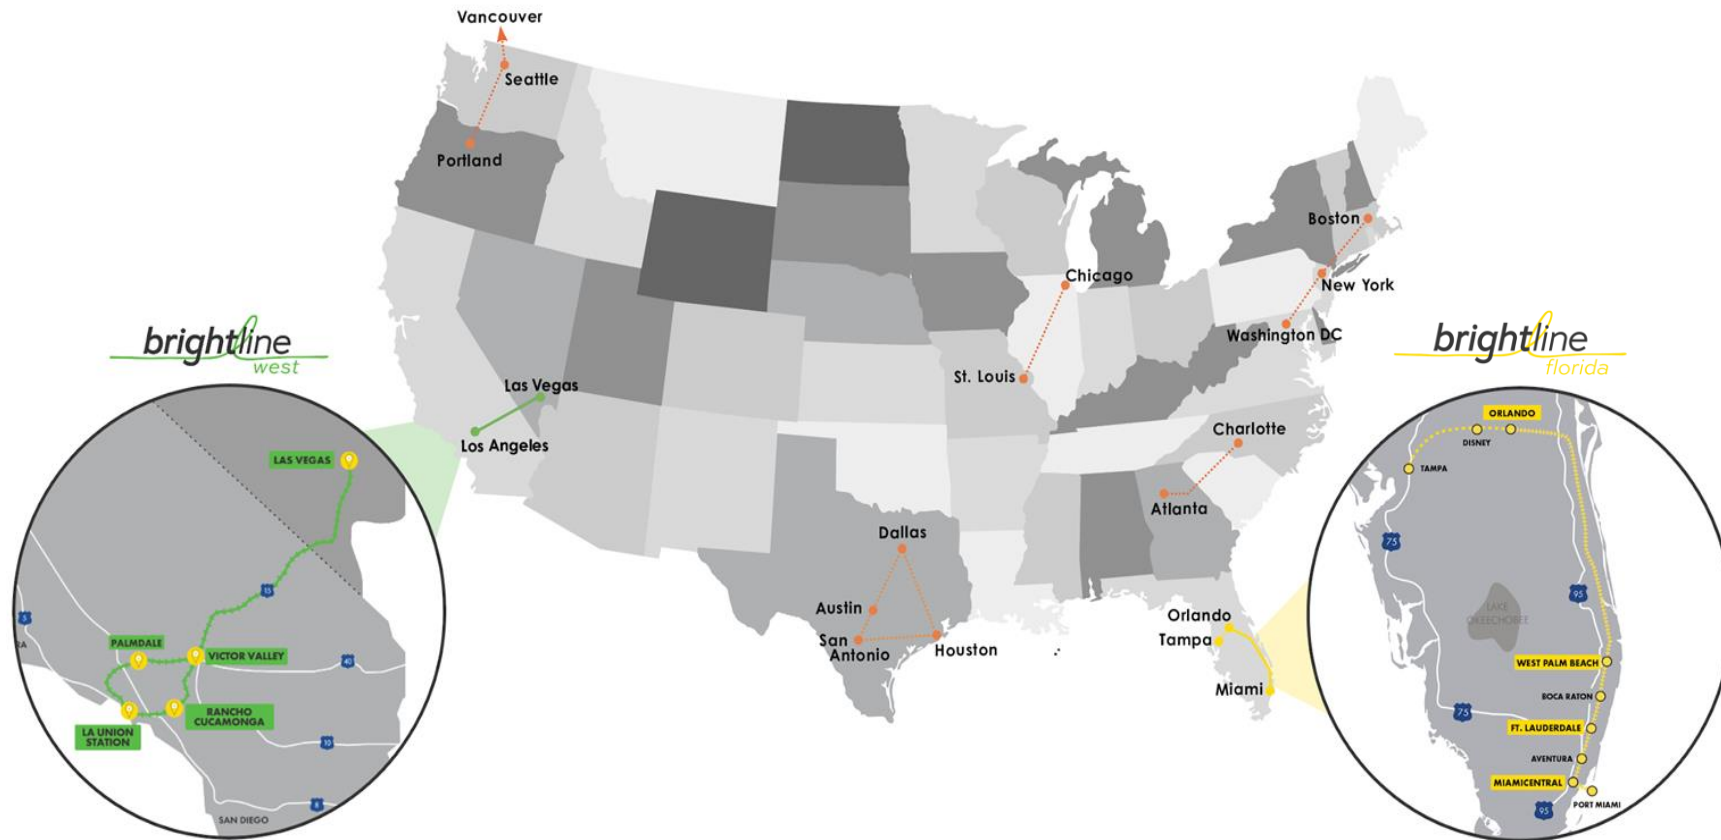 Vancouver
Seattle
Portland
Boston
Chicago
New York
Washington DC
St. Louis
Las Vegas
Los Angeles
Charlotte
Atlanta
Dallas
Austin
San
Antonio
Houston
Orlando
Tampa
Miami
brightline
west
LAS VEGAS
15
5
PALMDALE
VICTOR VALLEY
40
RANCHO
CUCAMONGA
LA UNION
STATION
10
8
SAN DIEGO
brightline
florida
ORLANDO
DISNEY
TAMPA
75
95
LAKE
OKEECHOBEE
WEST PALM BEACH
BOCA RATON
75
FT. LAUDERDALE
AVENTURA
MIAMICENTRAL
PORT MIAMI
95